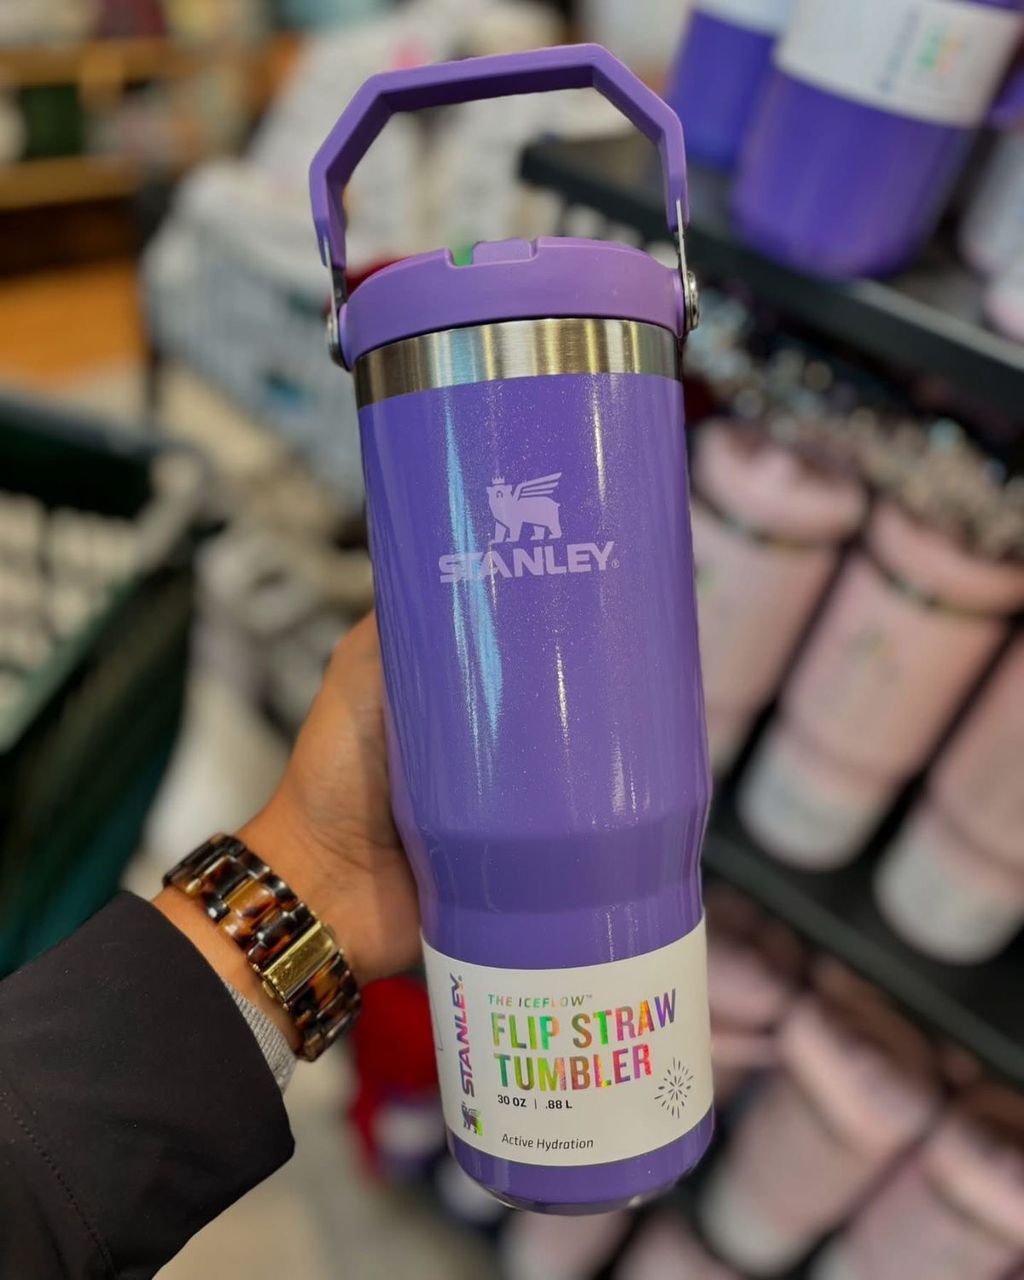 STANLEY®
STANLEY®
THE ICEFLOW™
FLIP STRAW
TUMBLER
30 OZ | .88 L
Active Hydration